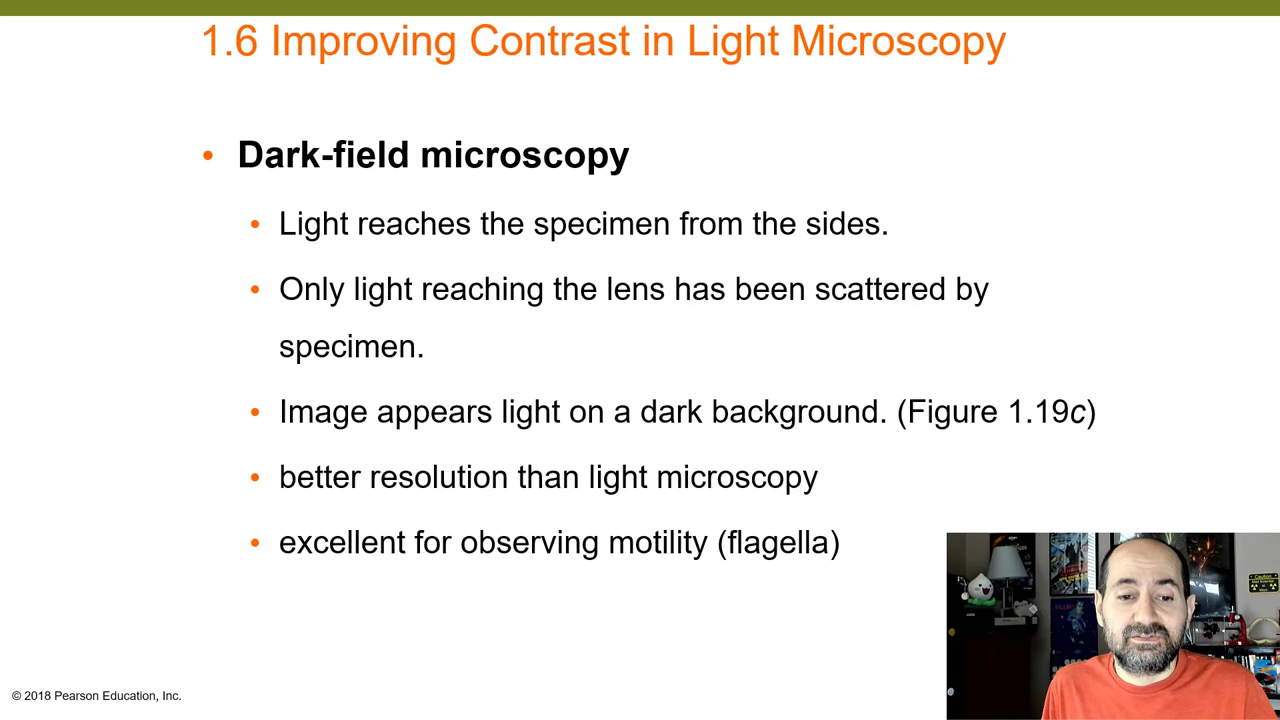 1.6 Improving Contrast in Light Microscopy
• Dark-field microscopy
• Light reaches the specimen from the sides.
• Only light reaching the lens has been scattered by
specimen.
• Image appears light on a dark background. (Figure 1.19c)
• better resolution than light microscopy
• excellent for observing motility (flagella)
© 2018 Pearson Education, Inc.
Caution